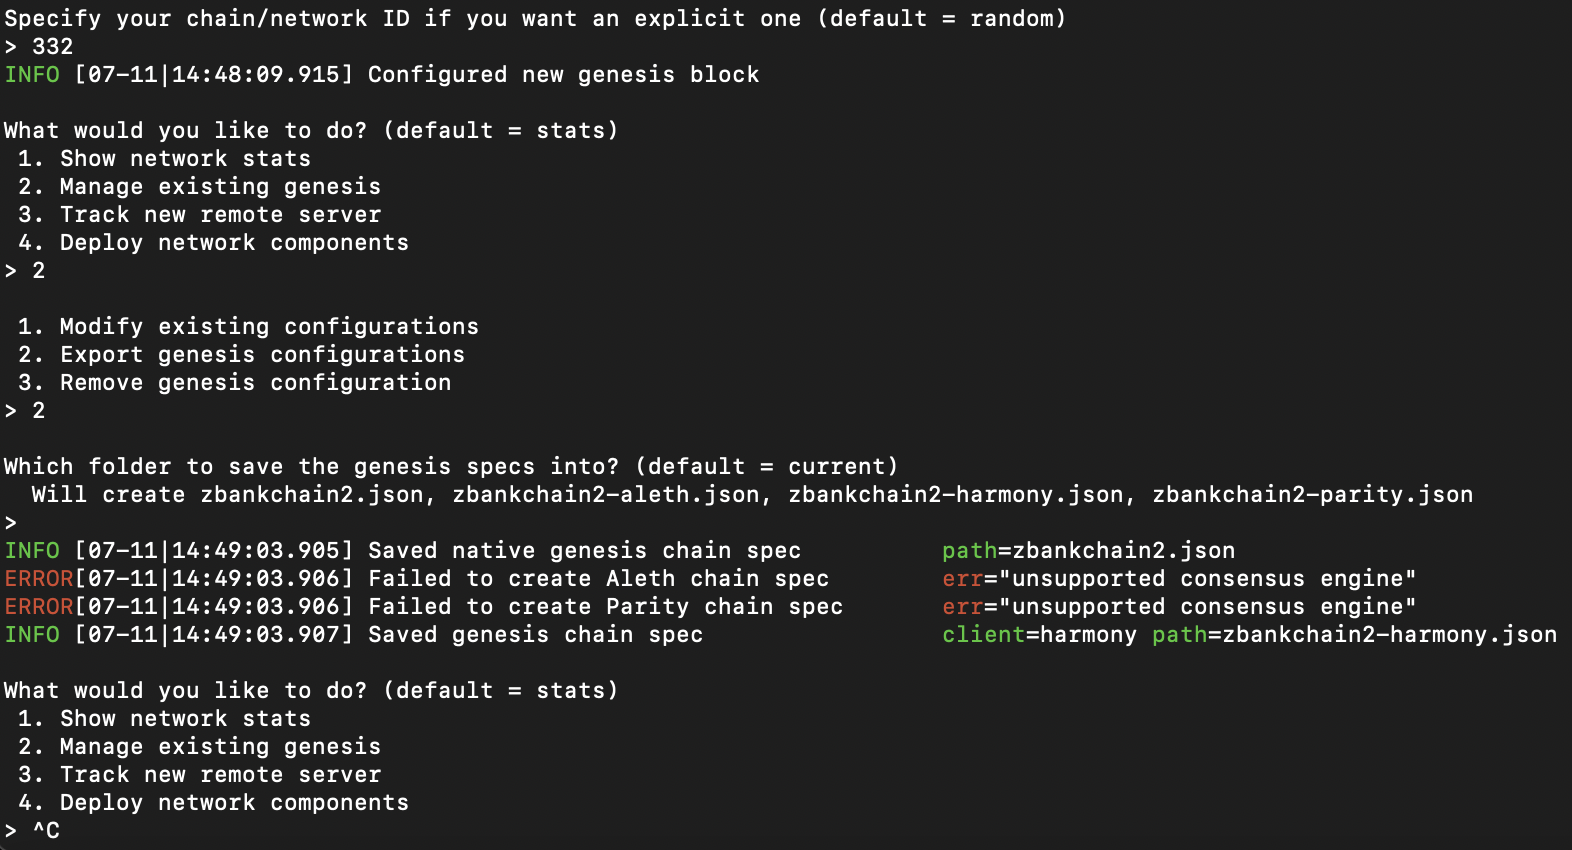 Specify your chain/network ID if you want an explicit one (default = random)
> 332
INFO [07-11|14:48:09.915] Configured new genesis block
What would you like to do? (default = stats)
1. Show network stats
2. Manage existing genesis
3. Track new remote server
4. Deploy network components
> 2
1. Modify existing configurations
2. Export genesis configurations
3. Remove genesis configuration
> 2
Which folder to save the genesis specs into? (default = current)
Will create zbankchain2.json, zbankchain2-aleth.json, zbankchain2-harmony.json, zbankchain2-parity.json
>
INFO [07-11|14:49:03.905] Saved native genesis chain spec path=zbankchain2.json
ERROR[07-11|14:49:03.906] Failed to create Aleth chain spec err="unsupported consensus engine"
ERROR[07-11|14:49:03.906] Failed to create Parity chain spec err="unsupported consensus engine"
INFO [07-11|14:49:03.907] Saved genesis chain spec client=harmony path=zbankchain2-harmony.json
What would you like to do? (default = stats)
1. Show network stats
2. Manage existing genesis
3. Track new remote server
4. Deploy network components
> ^C